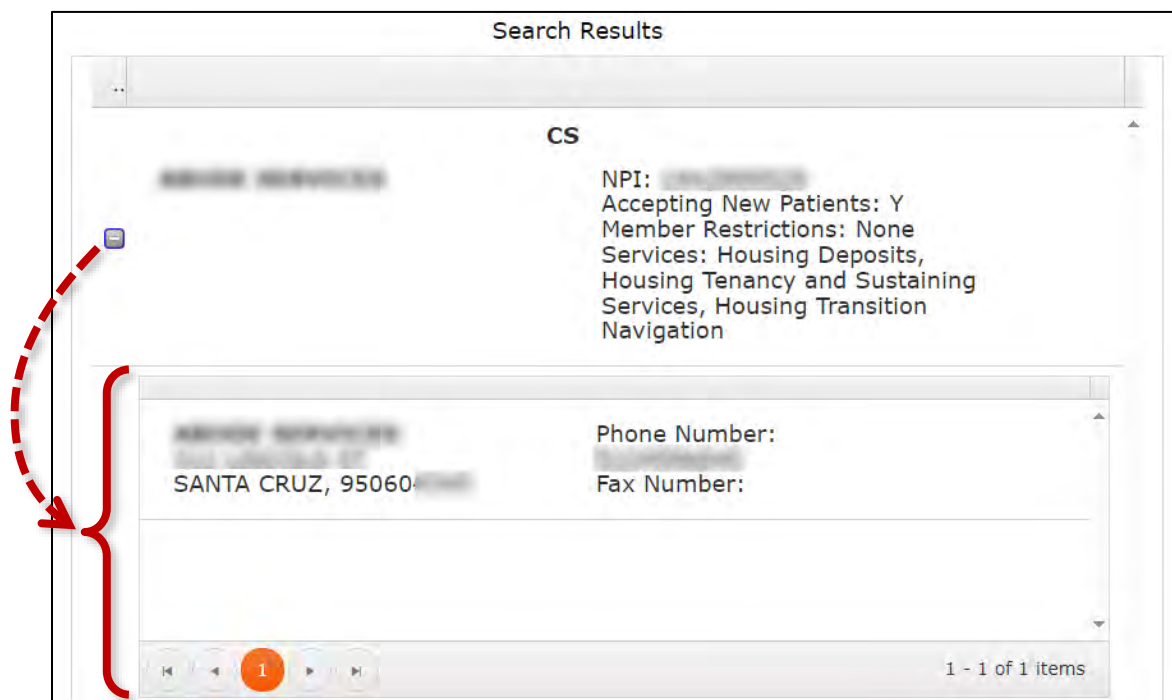 Search Results
..
CS
NPI:
Accepting New Patients: Y
Member Restrictions: None
Services: Housing Deposits,
Housing Tenancy and Sustaining
Services, Housing Transition
Navigation
Phone Number:
SANTA CRUZ, 95060
Fax Number:
1
1 - 1 of 1 items